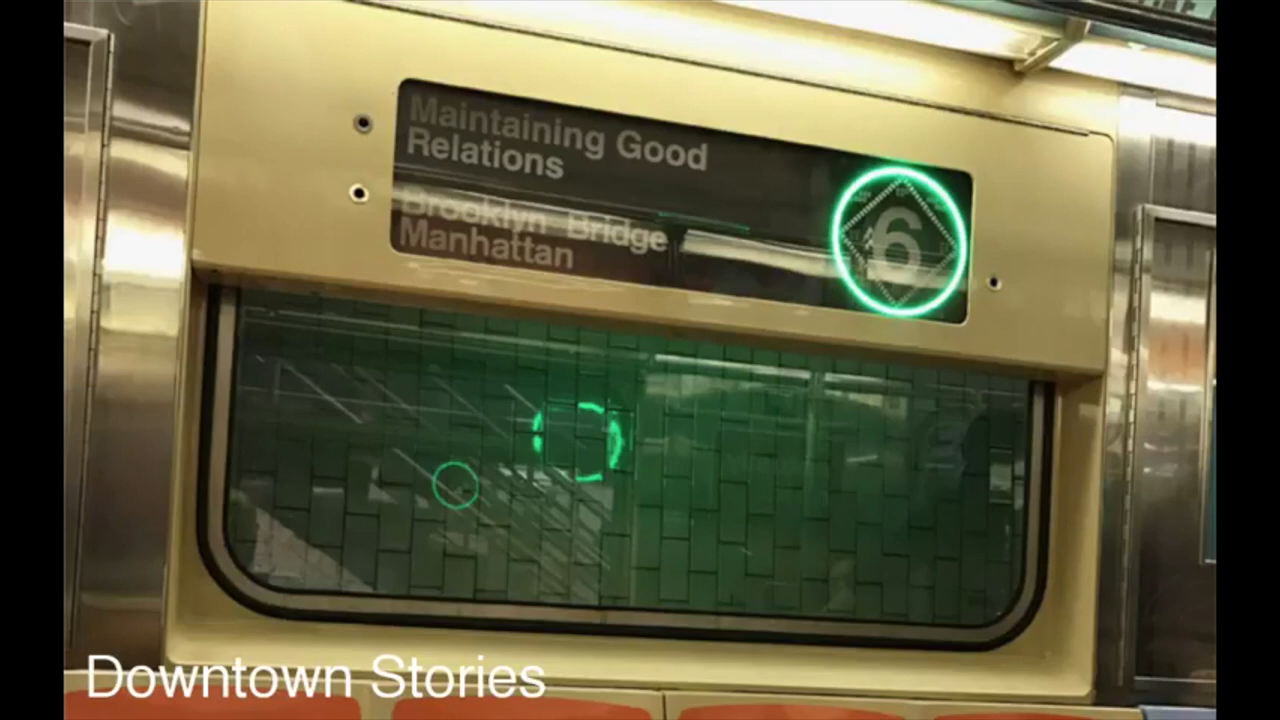 Maintaining Good
Relations
Brooklyn Bridge
Manhattan
6
Downtown Stories